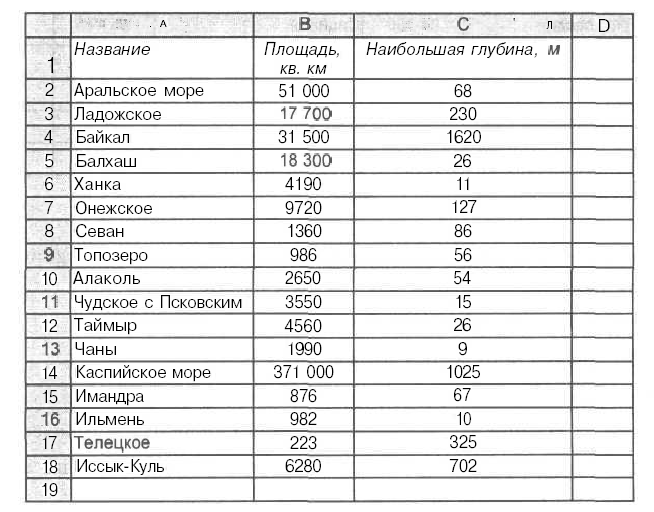 A B C л D
Название Площадь, Наибольшая глубина, м
1 кв. км
2 Аральское море 51 000 68
3 Ладожское 17 700 230
4 Байкал 31 500 1620
5 Балхаш 18 300 26
6 Ханка 4190 11
7 Онежское 9720 127
8 Севан 1360 86
9 Топозеро 986 56
10 Алаколь 2650 54
11 Чудское с Псковским 3550 15
12 Таймыр 4560 26
13 Чаны 1990 9
14 Каспийское море 371 000 1025
15 Имандра 876 67
16 Ильмень 982 10
17 Телецкое 223 325
18 Иссык-Куль 6280 702
19